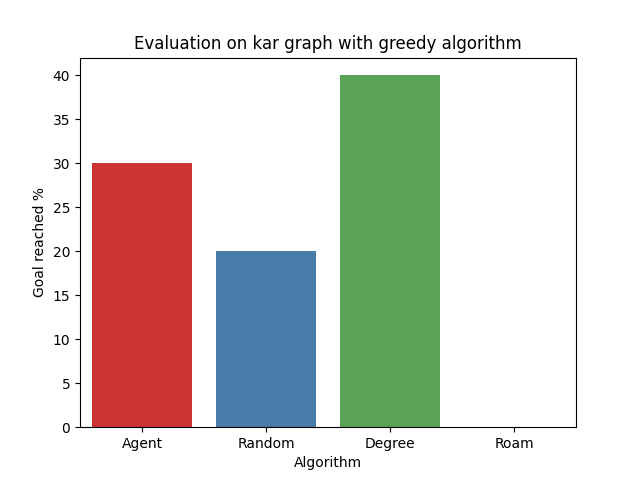 Evaluation on kar graph with greedy algorithm
40
35
30
25
20
15
10
5
0
Goal reached %
Agent Random Degree Roam
Algorithm